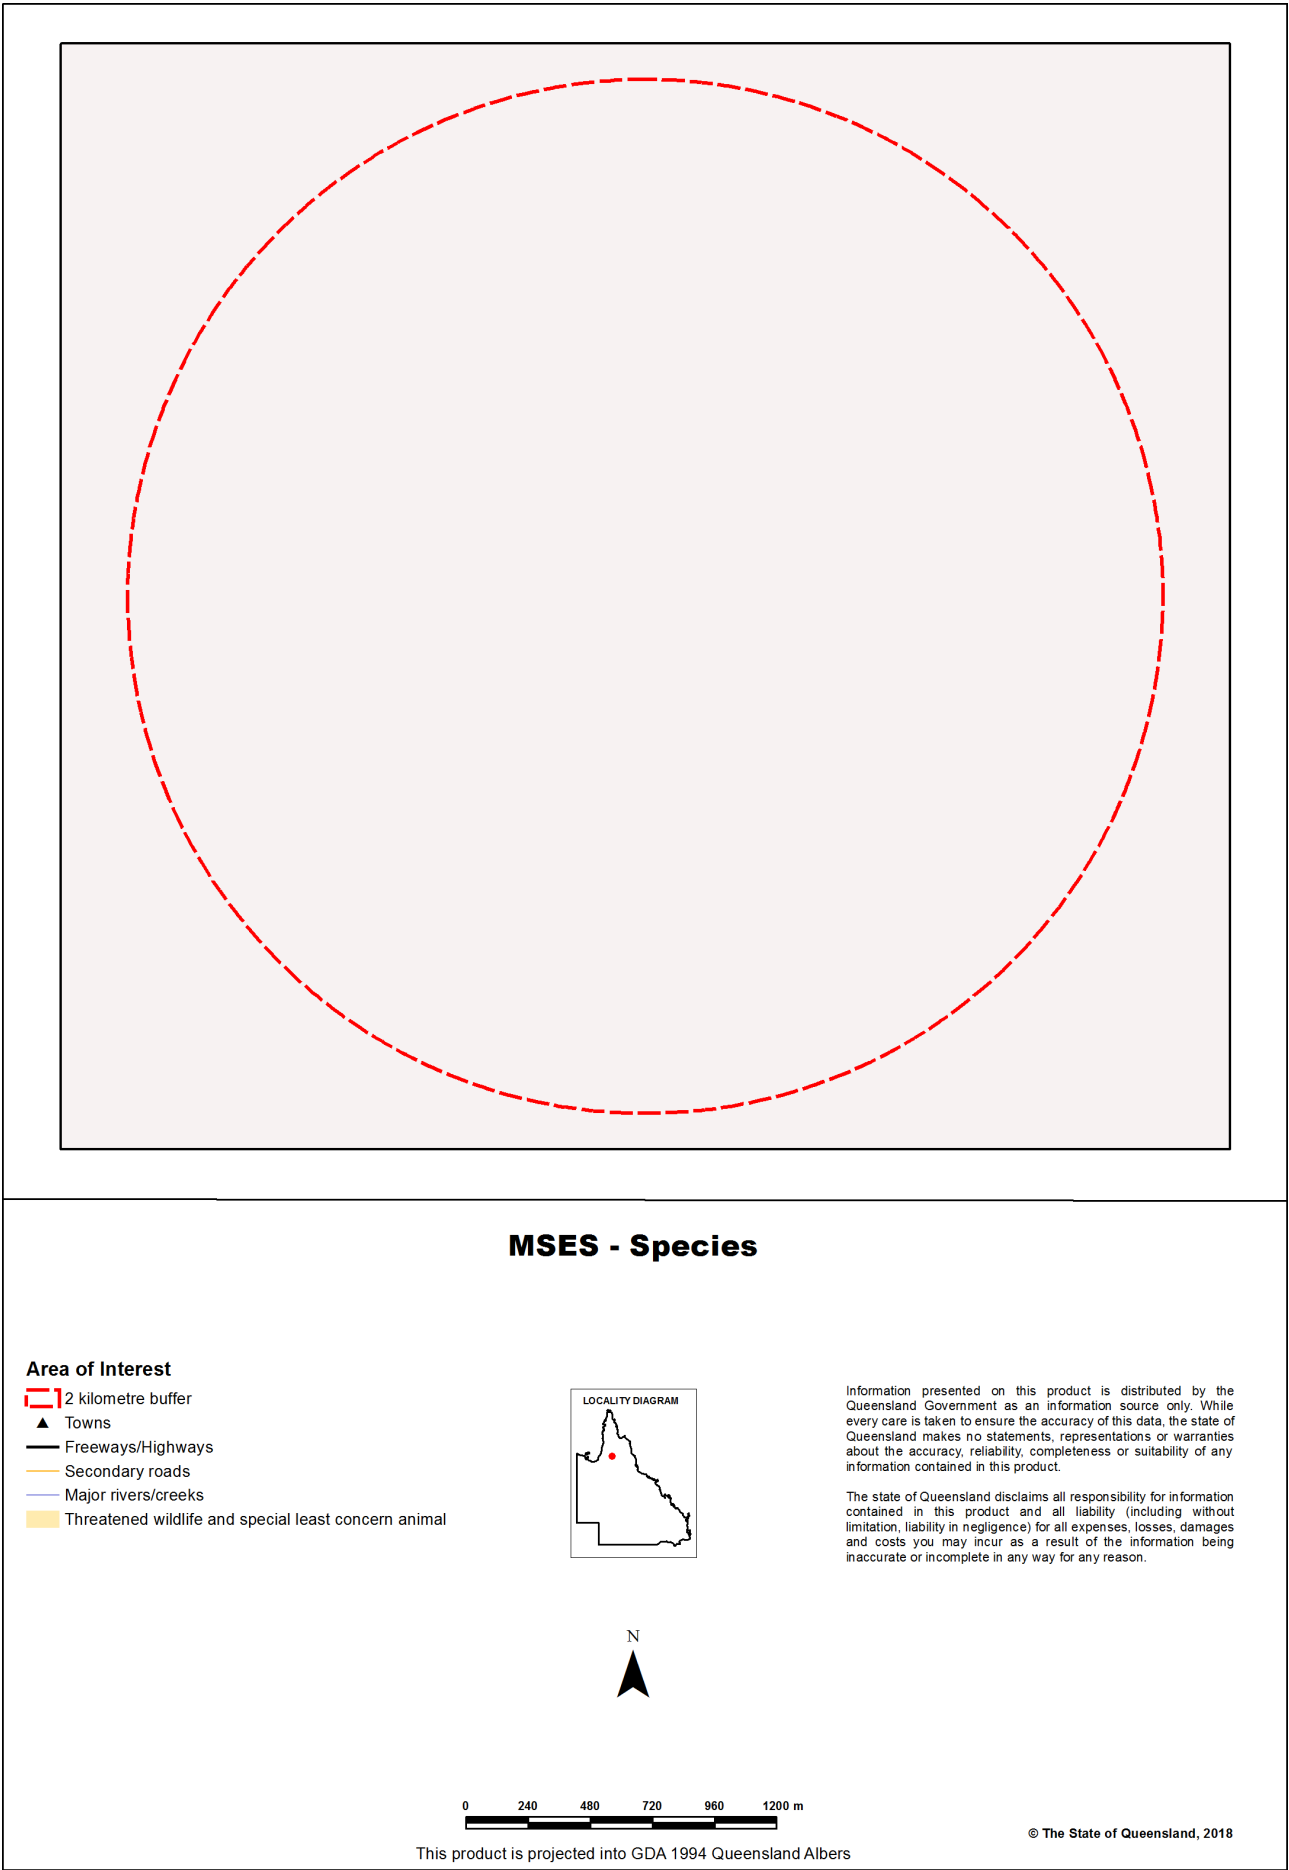 MSES - Species
Area of Interest
2 kilometre buffer
Towns
Freeways/Highways
Secondary roads
Major rivers/creeks
Threatened wildlife and special least concern animal
LOCALITY DIAGRAM
Information presented on this product is distributed by the
Queensland Government as an information source only. While
every care is taken to ensure the accuracy of this data, the state of
Queensland makes no statements, representations or warranties
about the accuracy, reliability, completeness or suitability of any
information contained in this product.
The state of Queensland disclaims all responsibility for information
contained in this product and all liability (including without
limitation, liability in negligence) for all expenses, losses, damages
and costs you may incur as a result of the information being
inaccurate or incomplete in any way for any reason.
N
0 240 480 720 960 1200 m
This product is projected into GDA 1994 Queensland Albers
© The State of Queensland, 2018